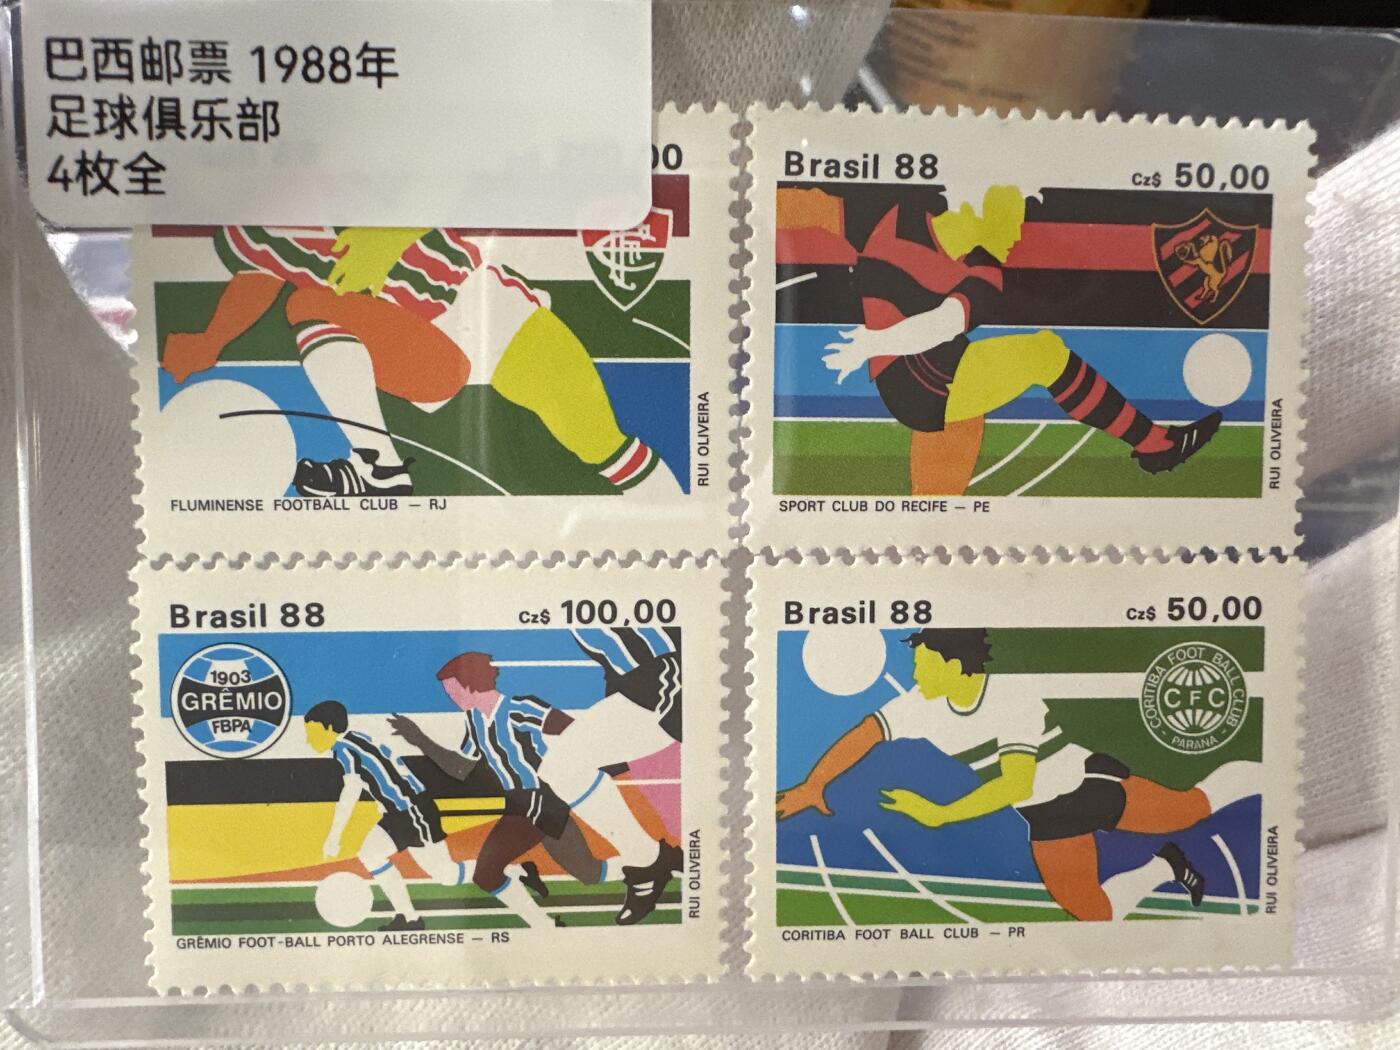 巴西邮票 1988年
足球俱乐部
4枚全
00
Brasil 88
Cz$ 50,00
RUI OLIVEIRA
FLUMINENSE FOOTBALL CLUB — RJ
RUI OLIVEIRA
SPORT CLUB DO RECIFE — PE
Brasil 88
Cz$ 100,00
1903
GRÊMIO
FBPA
RUI OLIVEIRA
GRÊMIO FOOT-BALL PORTO ALEGRENSE — RS
Brasil 88
Cz$ 50,00
CORITIBA FOOT BALL CLUB
CFC
PARANÁ
RUI OLIVEIRA
CORITIBA FOOT BALL CLUB — PR